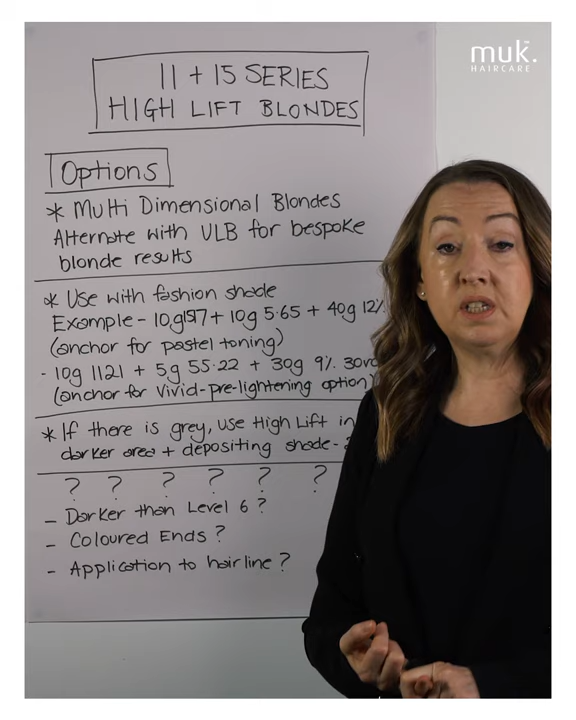 muk.
HAIRCARE
11 + 15 SERIES
HIGH LIFT BLONDES
Options
* Multi Dimensional Blondes
Alternate with ULB for bespoke
blonde results
* Use with fashion shade
Example - 10g 1517 + 10g 5.65 + 40g 12%
(anchor for pastel toning)
- 10g 1121 + 5g 55.22 + 30g 9% 30vo
(anchor for Vivid-pre-lightening option)
* If there is grey, use High Lift in
darker area + depositing shade -
? ? ? ? ? ?
- Darker than Level 6 ?
- Coloured Ends ?
- Application to hairline ?